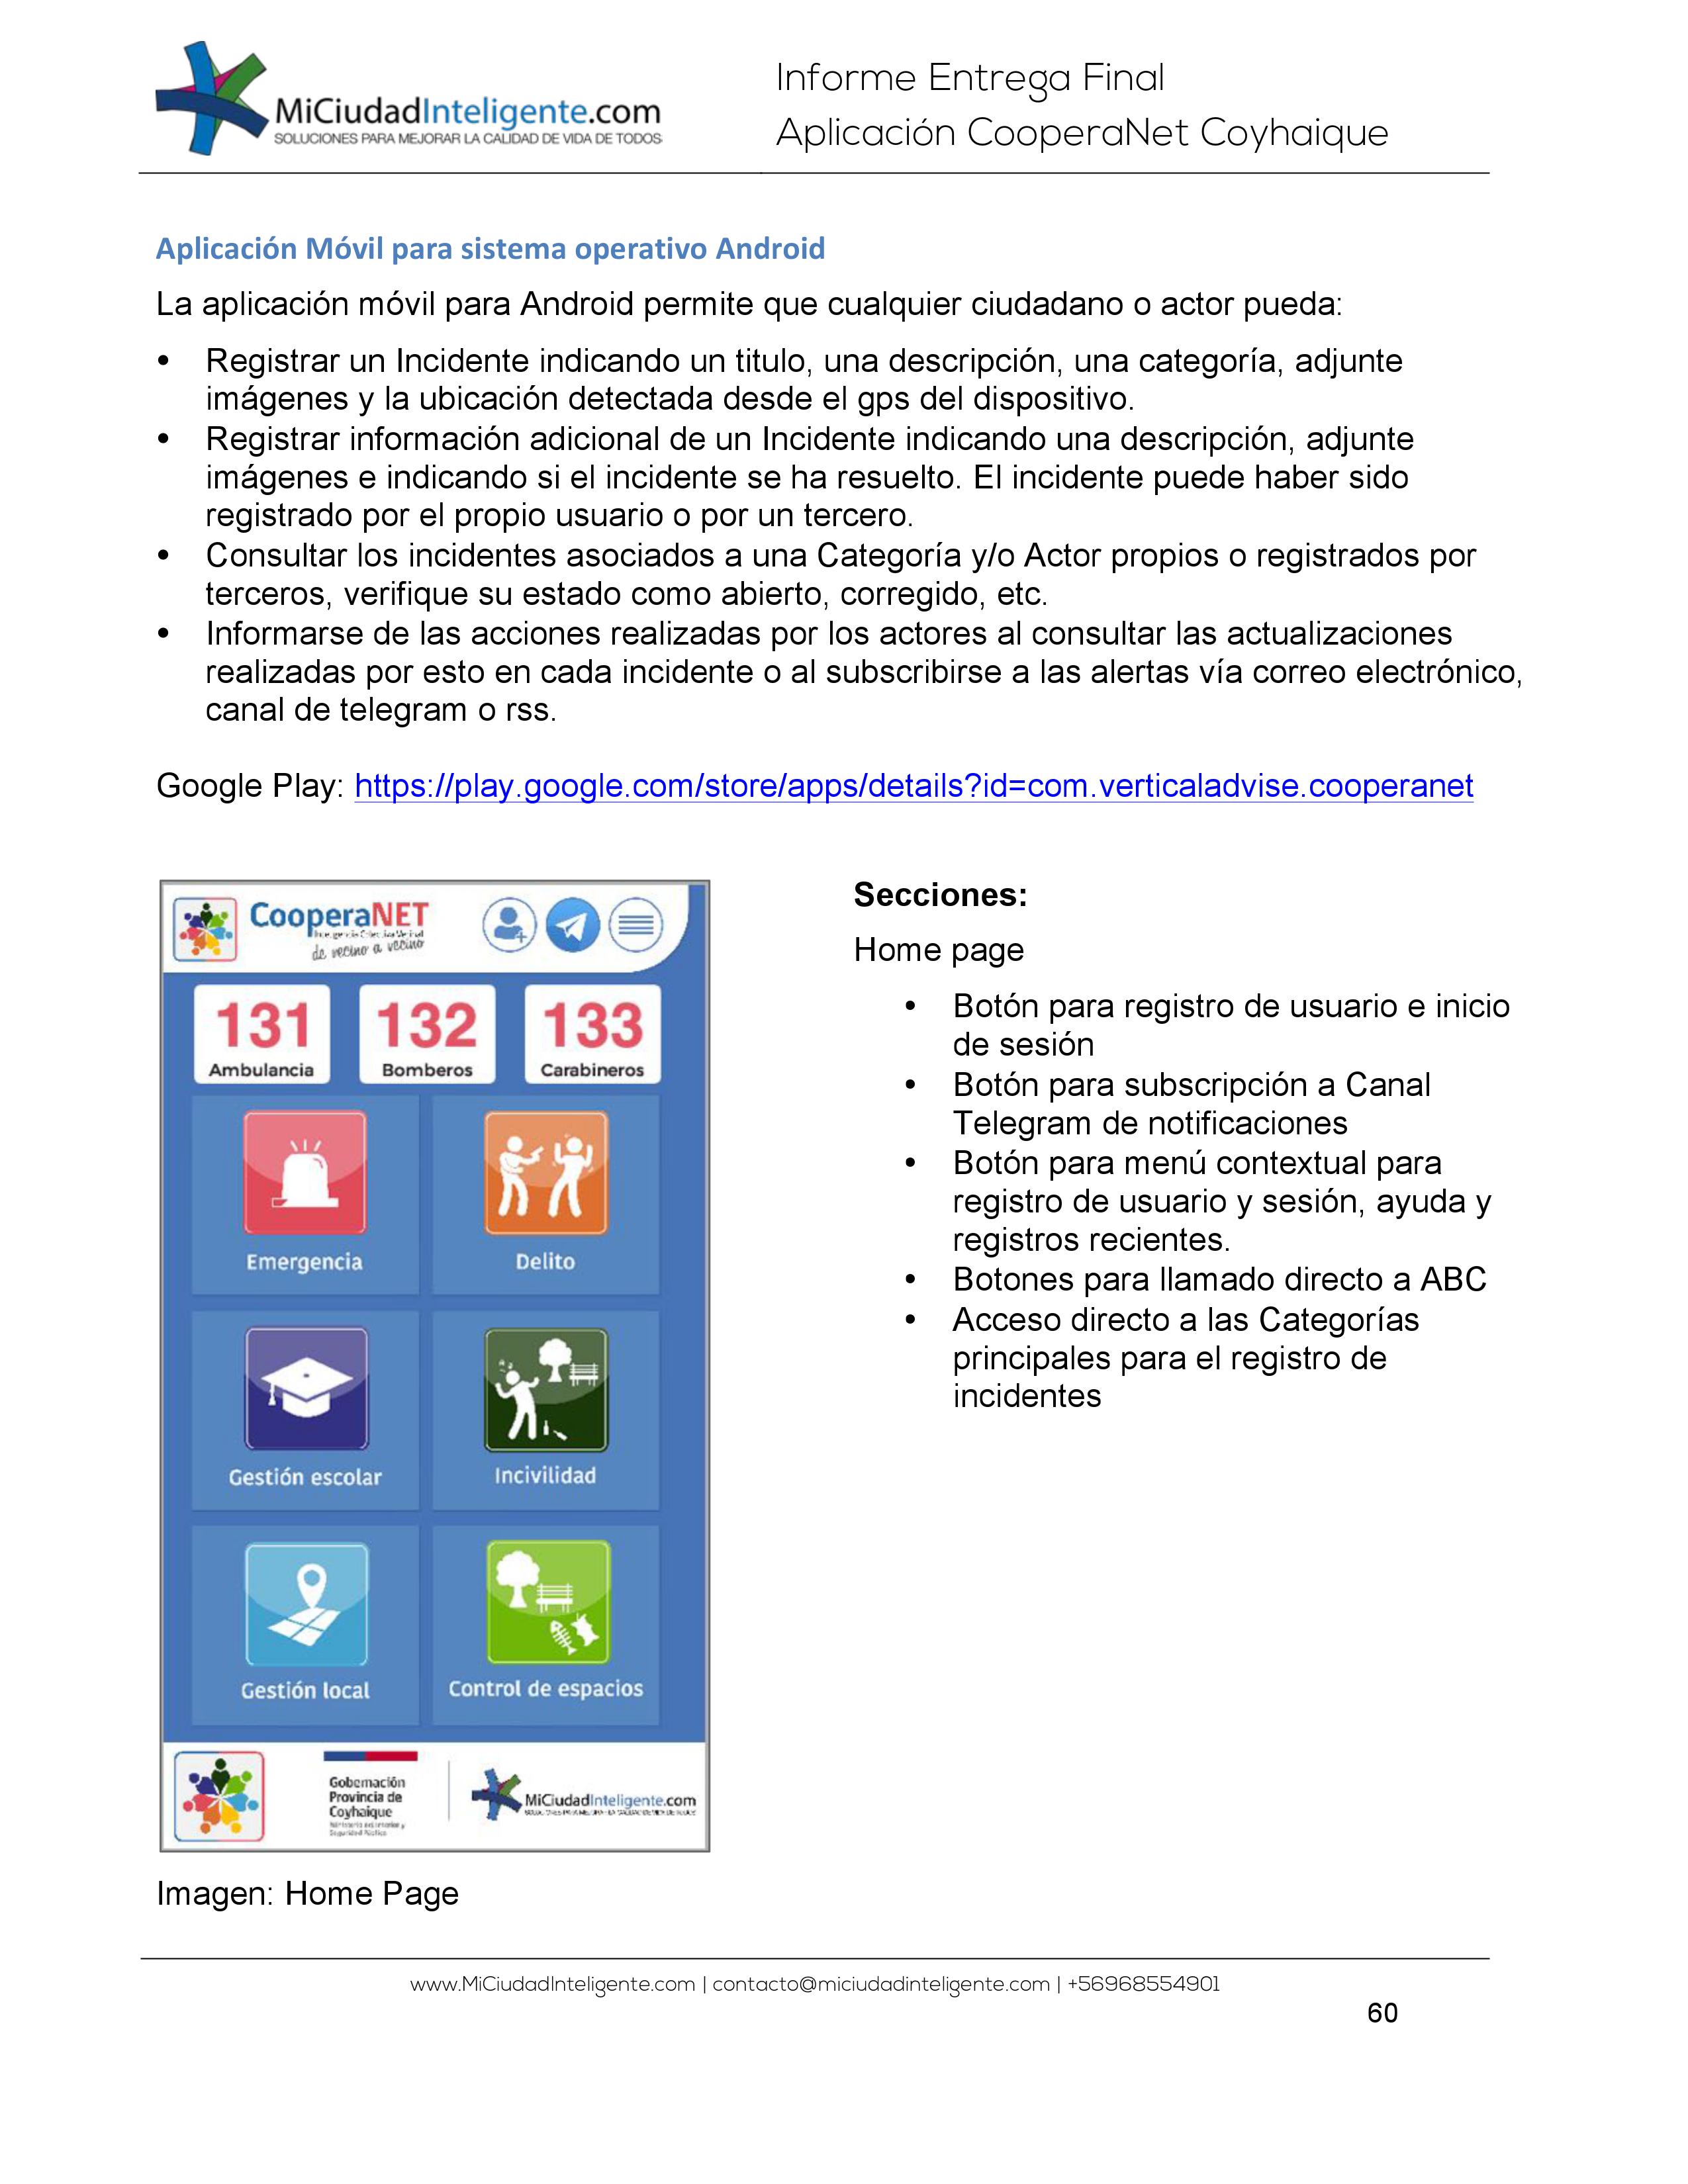 MiCiudadInteligente.com
SOLUCIONES PARA MEJORAR LA CALIDAD DE VIDA DE TODOS
Informe Entrega Final
Aplicación CooperaNet Coyhaique
Aplicación Móvil para sistema operativo Android
La aplicación móvil para Android permite que cualquier ciudadano o actor pueda:
• Registrar un Incidente indicando un titulo, una descripción, una categoría, adjunte
imágenes y la ubicación detectada desde el gps del dispositivo.
• Registrar información adicional de un Incidente indicando una descripción, adjunte
imágenes e indicando si el incidente se ha resuelto. El incidente puede haber sido
registrado por el propio usuario o por un tercero.
• Consultar los incidentes asociados a una Categoría y/o Actor propios o registrados por
terceros, verifique su estado como abierto, corregido, etc.
• Informarse de las acciones realizadas por los actores al consultar las actualizaciones
realizadas por esto en cada incidente o al subscribirse a las alertas vía correo electrónico,
canal de telegram o rss.
Google Play: https://play.google.com/store/apps/details?id=com.verticaladvise.cooperanet
CooperaNET
de vecino a vecino
131
Ambulancia
132
Bomberos
133
Carabineros
Emergencia
Delito
Gestión escolar
Incivilidad
Gestión local
Control de espacios
Gobernación
Provincia de
Coyhaique
MiCiudadInteligente.com
Imagen: Home Page
Secciones:
Home page
• Botón para registro de usuario e inicio
de sesión
• Botón para subscripción a Canal
Telegram de notificaciones
• Botón para menú contextual para
registro de usuario y sesión, ayuda y
registros recientes.
• Botones para llamado directo a ABC
• Acceso directo a las Categorías
principales para el registro de
incidentes
www.MiCiudadInteligente.com | contacto@miciudadinteligente.com | +56968554901
60